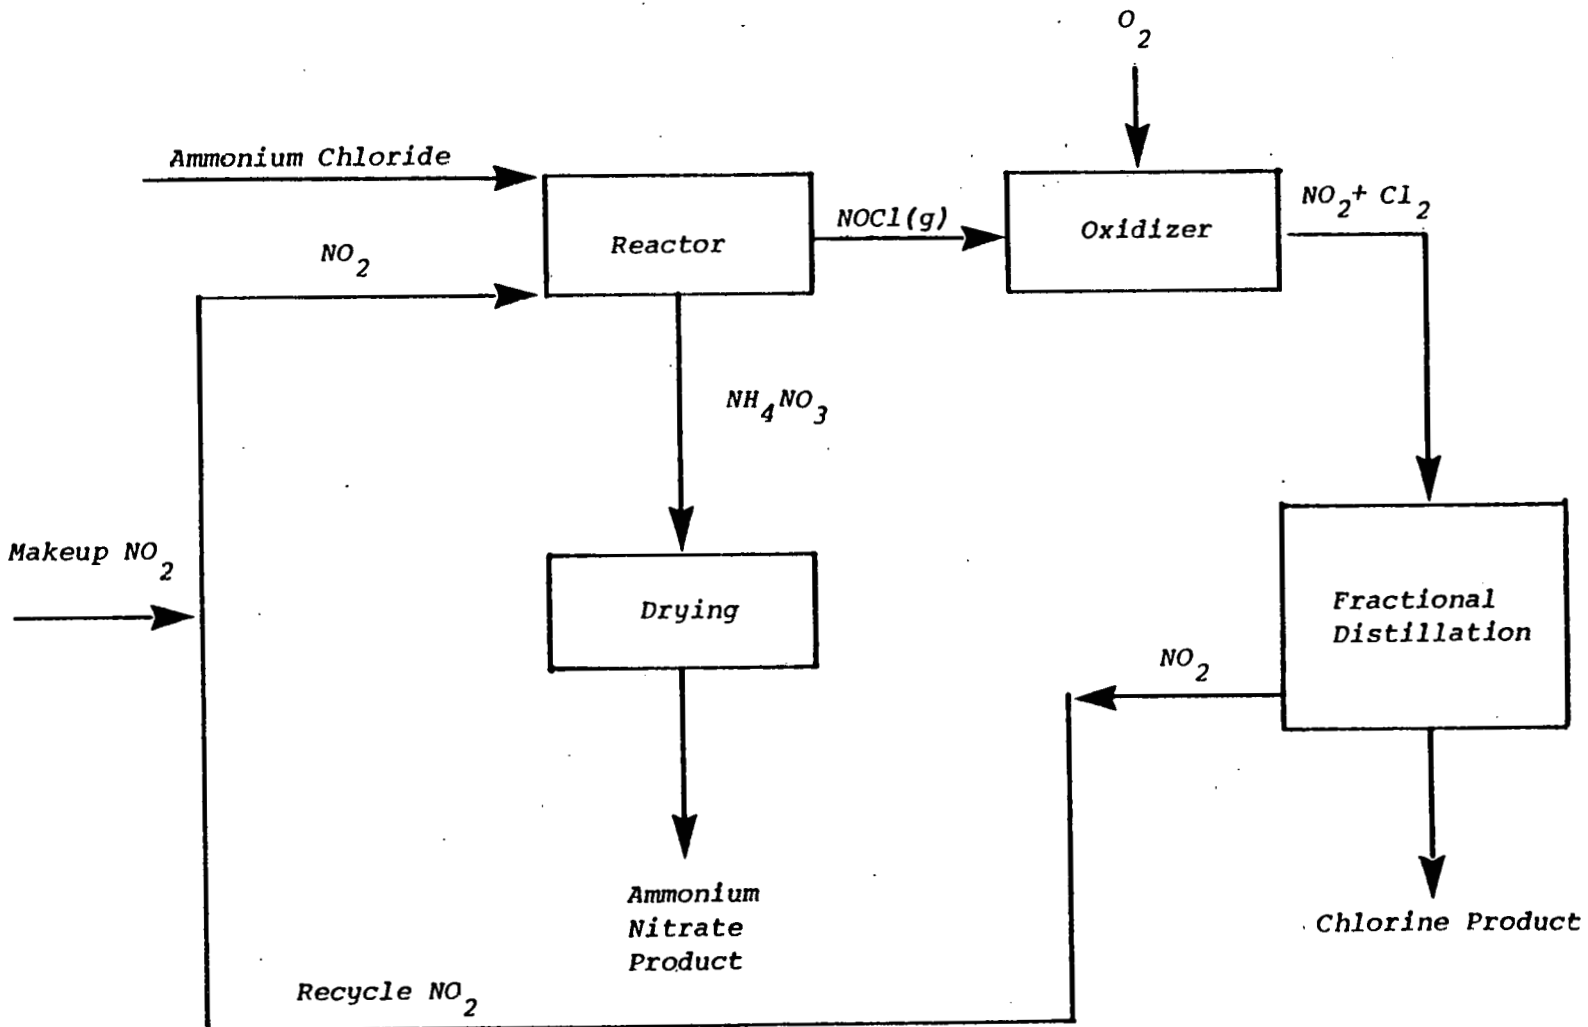 O2
Ammonium Chloride
NO2
Reactor
NOCl(g)
Oxidizer
NO2+ Cl2
NH4NO3
Makeup NO2
Drying
Fractional
Distillation
NO2
Ammonium
Nitrate
Product
Chlorine Product
Recycle NO2